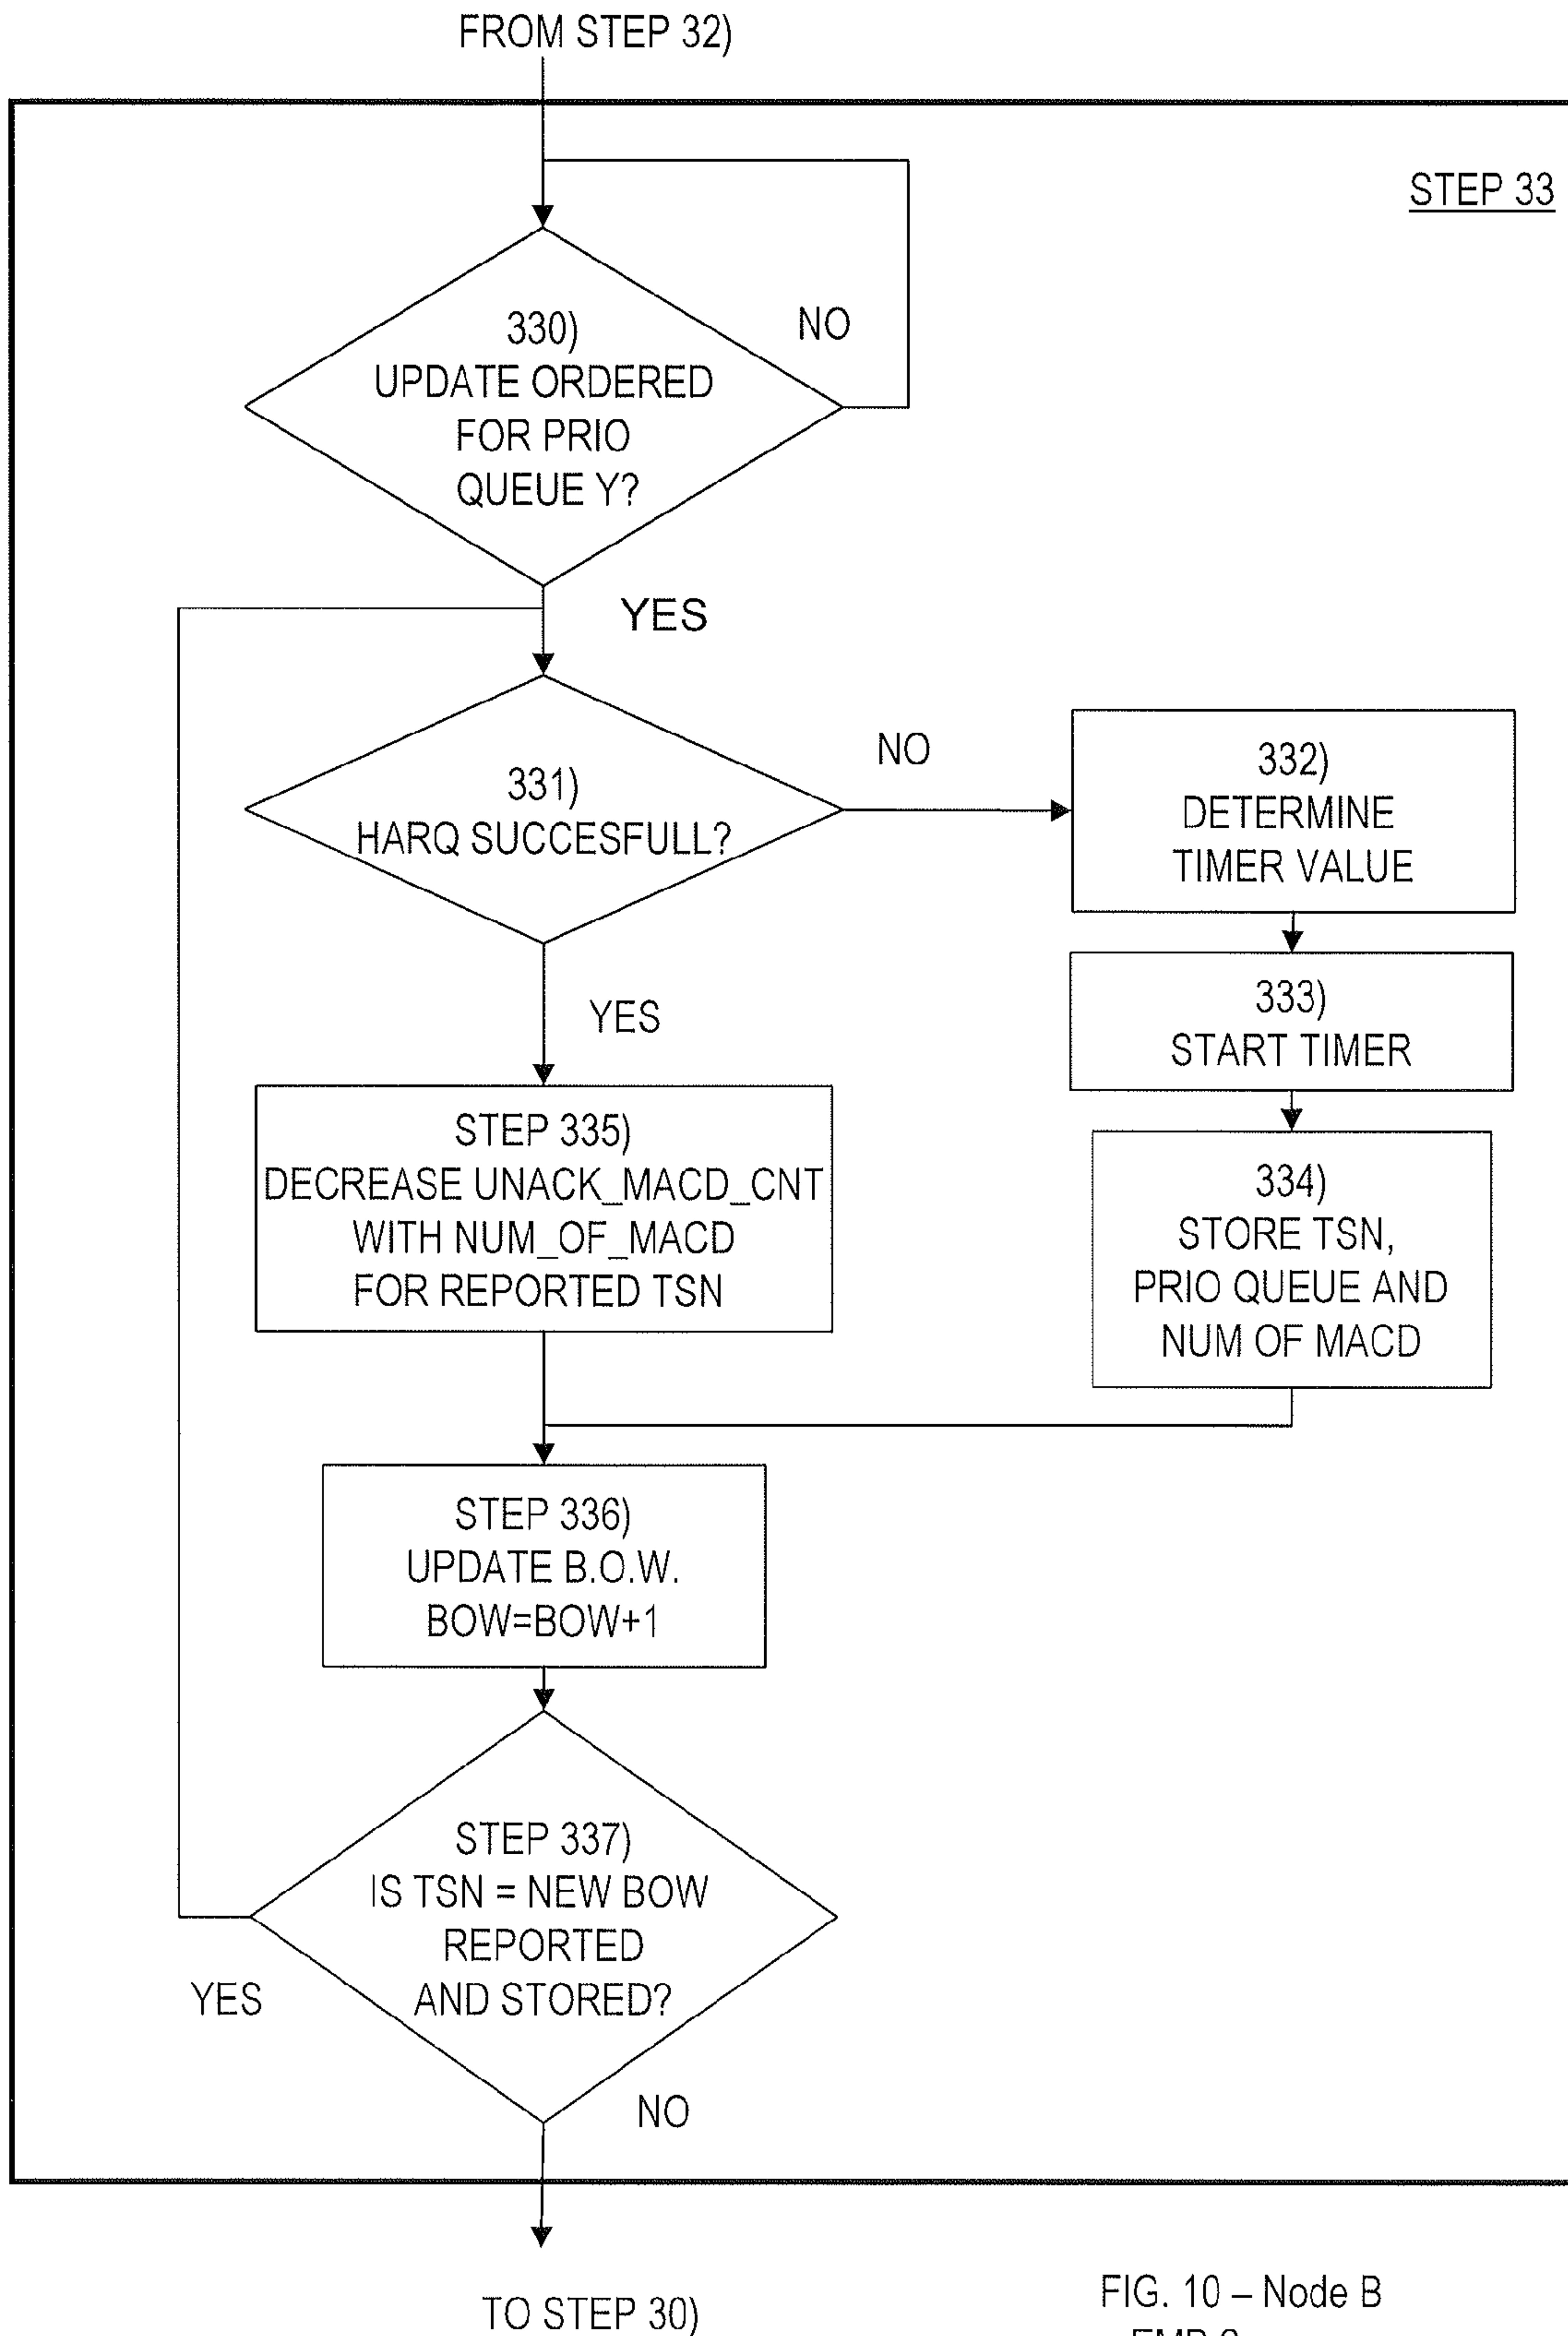 FROM STEP 32)
STEP 33
330)
UPDATE ORDERED
FOR PRIO
QUEUE Y?
NO
YES
331)
HARQ SUCCESFULL?
NO
332)
DETERMINE
TIMER VALUE
333)
START TIMER
YES
STEP 335)
DECREASE UNACK_MACD_CNT
WITH NUM_OF_MACD
FOR REPORTED TSN
334)
STORE TSN,
PRIO QUEUE AND
NUM OF MACD
STEP 336)
UPDATE B.O.W.
BOW=BOW+1
STEP 337)
IS TSN = NEW BOW
REPORTED
AND STORED?
YES
NO
TO STEP 30)
FIG. 10 – Node B